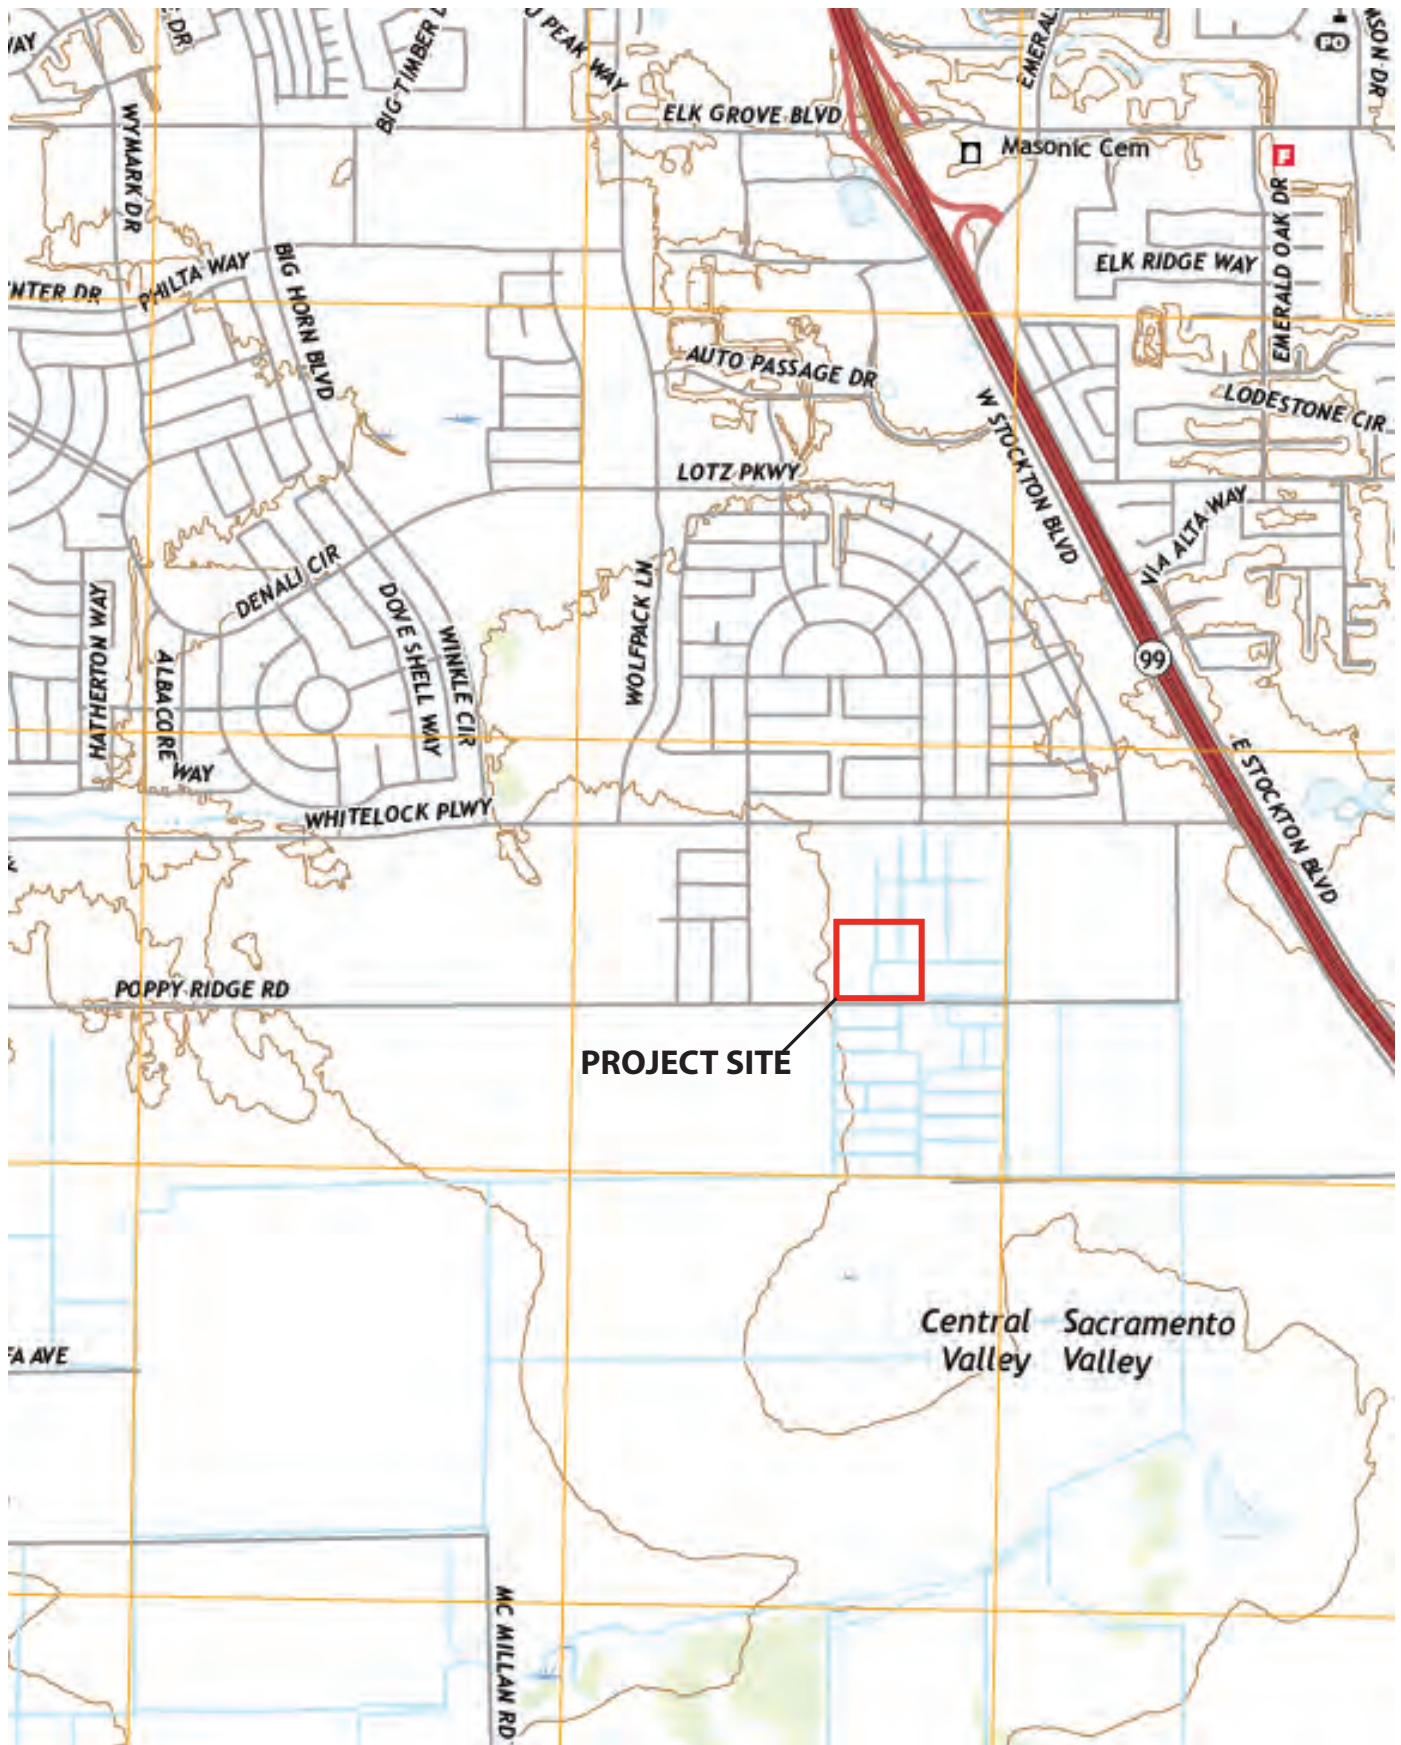 BIG TIMBER
PEAK WAY
PO
ELK GROVE BLVD
Masonic Cem
F
WYMARK DR
EMERALD OAK DR
ELK RIDGE WAY
PHILTA WAY
BIG HORN BLVD
AUTO PASSAGE DR
LODESTONE CIR
W STOCKTON BLVD
LOTZ PKWY
VIA ALTA WAY
DENALI CIR
HATHERTON WAY
ALBACORE WAY
DOVE SHELL WAY
WINKLE CIR
WOLFPACK LN
99
E STOCKTON BLVD
WHITELOCK PLWY
POPPY RIDGE RD
PROJECT SITE
Central
Valley
Sacramento
Valley
FA AVE
MC MILLAN RD